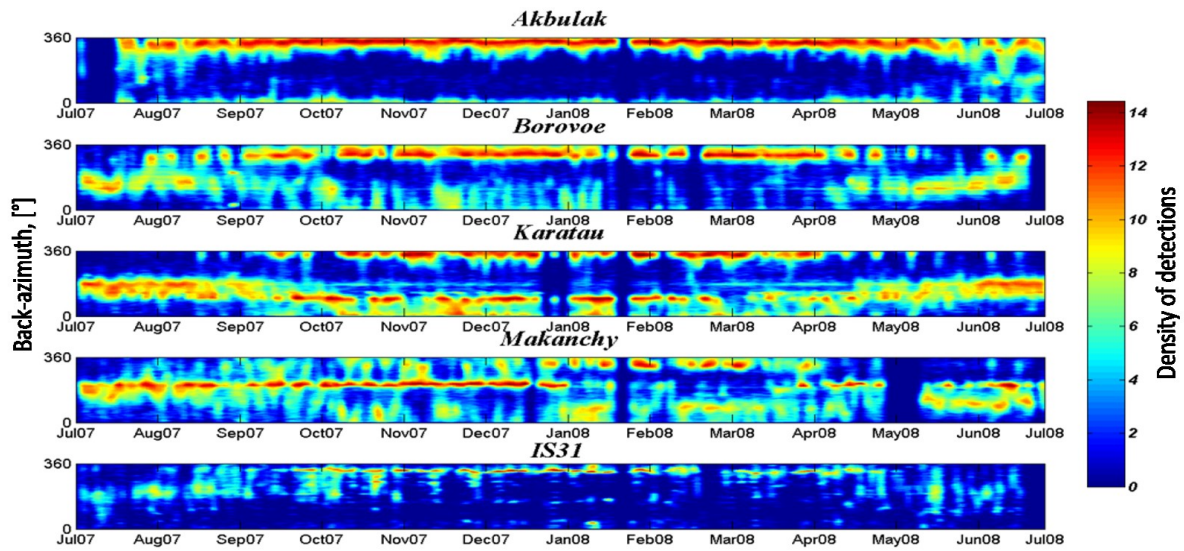 Akbulak
360
0
Jul07 Aug07 Sep07 Oct07 Nov07 Dec07 Jan08 Feb08 Mar08 Apr08 May08 Jun08 Jul08
Borovoe
360
0
Jul07 Aug07 Sep07 Oct07 Nov07 Dec07 Jan08 Feb08 Mar08 Apr08 May08 Jun08 Jul08
Karatau
360
0
Jul07 Aug07 Sep07 Oct07 Nov07 Dec07 Jan08 Feb08 Mar08 Apr08 May08 Jun08 Jul08
Makanchy
360
0
Jul07 Aug07 Sep07 Oct07 Nov07 Dec07 Jan08 Feb08 Mar08 Apr08 May08 Jun08 Jul08
IS31
360
0
Jul07 Aug07 Sep07 Oct07 Nov07 Dec07 Jan08 Feb08 Mar08 Apr08 May08 Jun08 Jul08
Back-azimuth, [°]
14
12
10
8
6
4
2
0
Density of detections